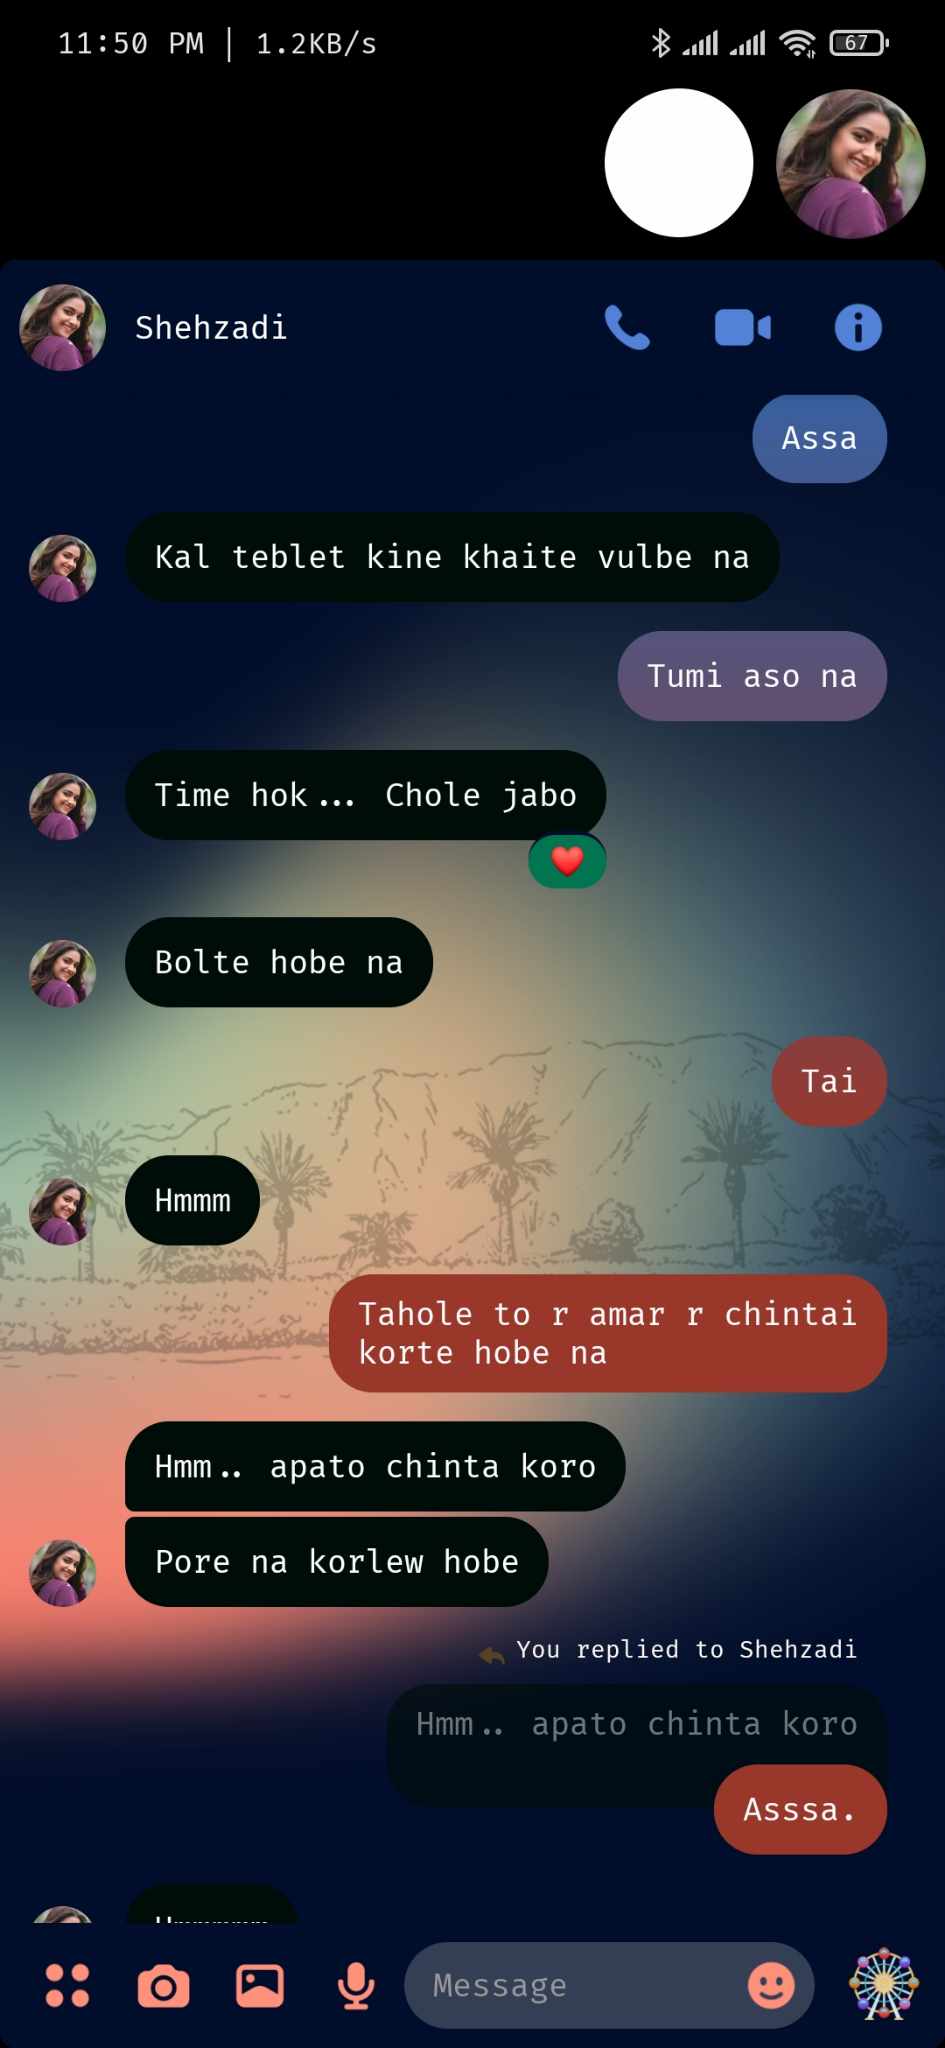 11:50 PM | 1.2KB/s
67
Shehzadi
Assa
Kal teblet kine khaite vulbe na
Tumi aso na
Time hok... Chole jabo
Bolte hobe na
Tai
Hmmm
Tahole to r amar r chintai
korte hobe na
Hmm.. apato chinta koro
Pore na korlew hobe
You replied to Shehzadi
Hmm.. apato chinta koro
Asssa.
Message